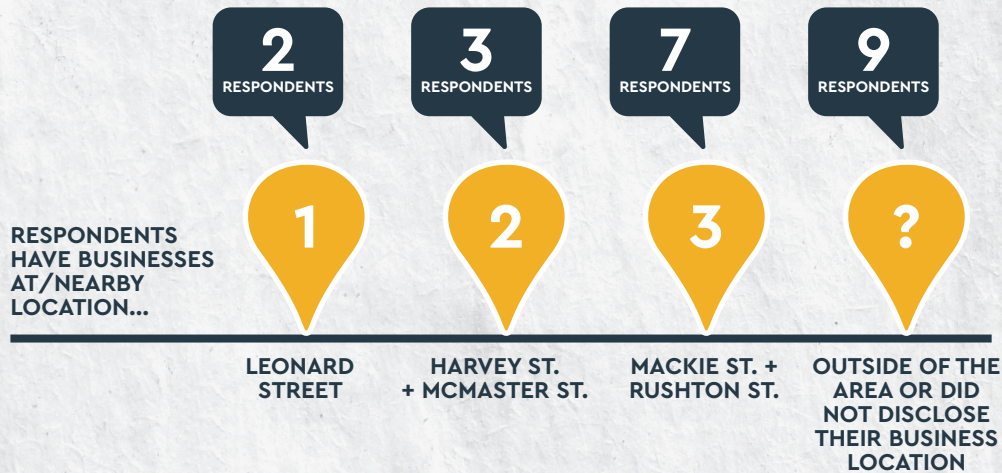 2
RESPONDENTS
3
RESPONDENTS
7
RESPONDENTS
9
RESPONDENTS
RESPONDENTS
HAVE BUSINESSES
AT/NEARBY
LOCATION...
1
2
3
?
LEONARD
STREET
HARVEY ST.
+ MCMASTER ST.
MACKIE ST. +
RUSHTON ST.
OUTSIDE OF THE
AREA OR DID
NOT DISCLOSE
THEIR BUSINESS
LOCATION